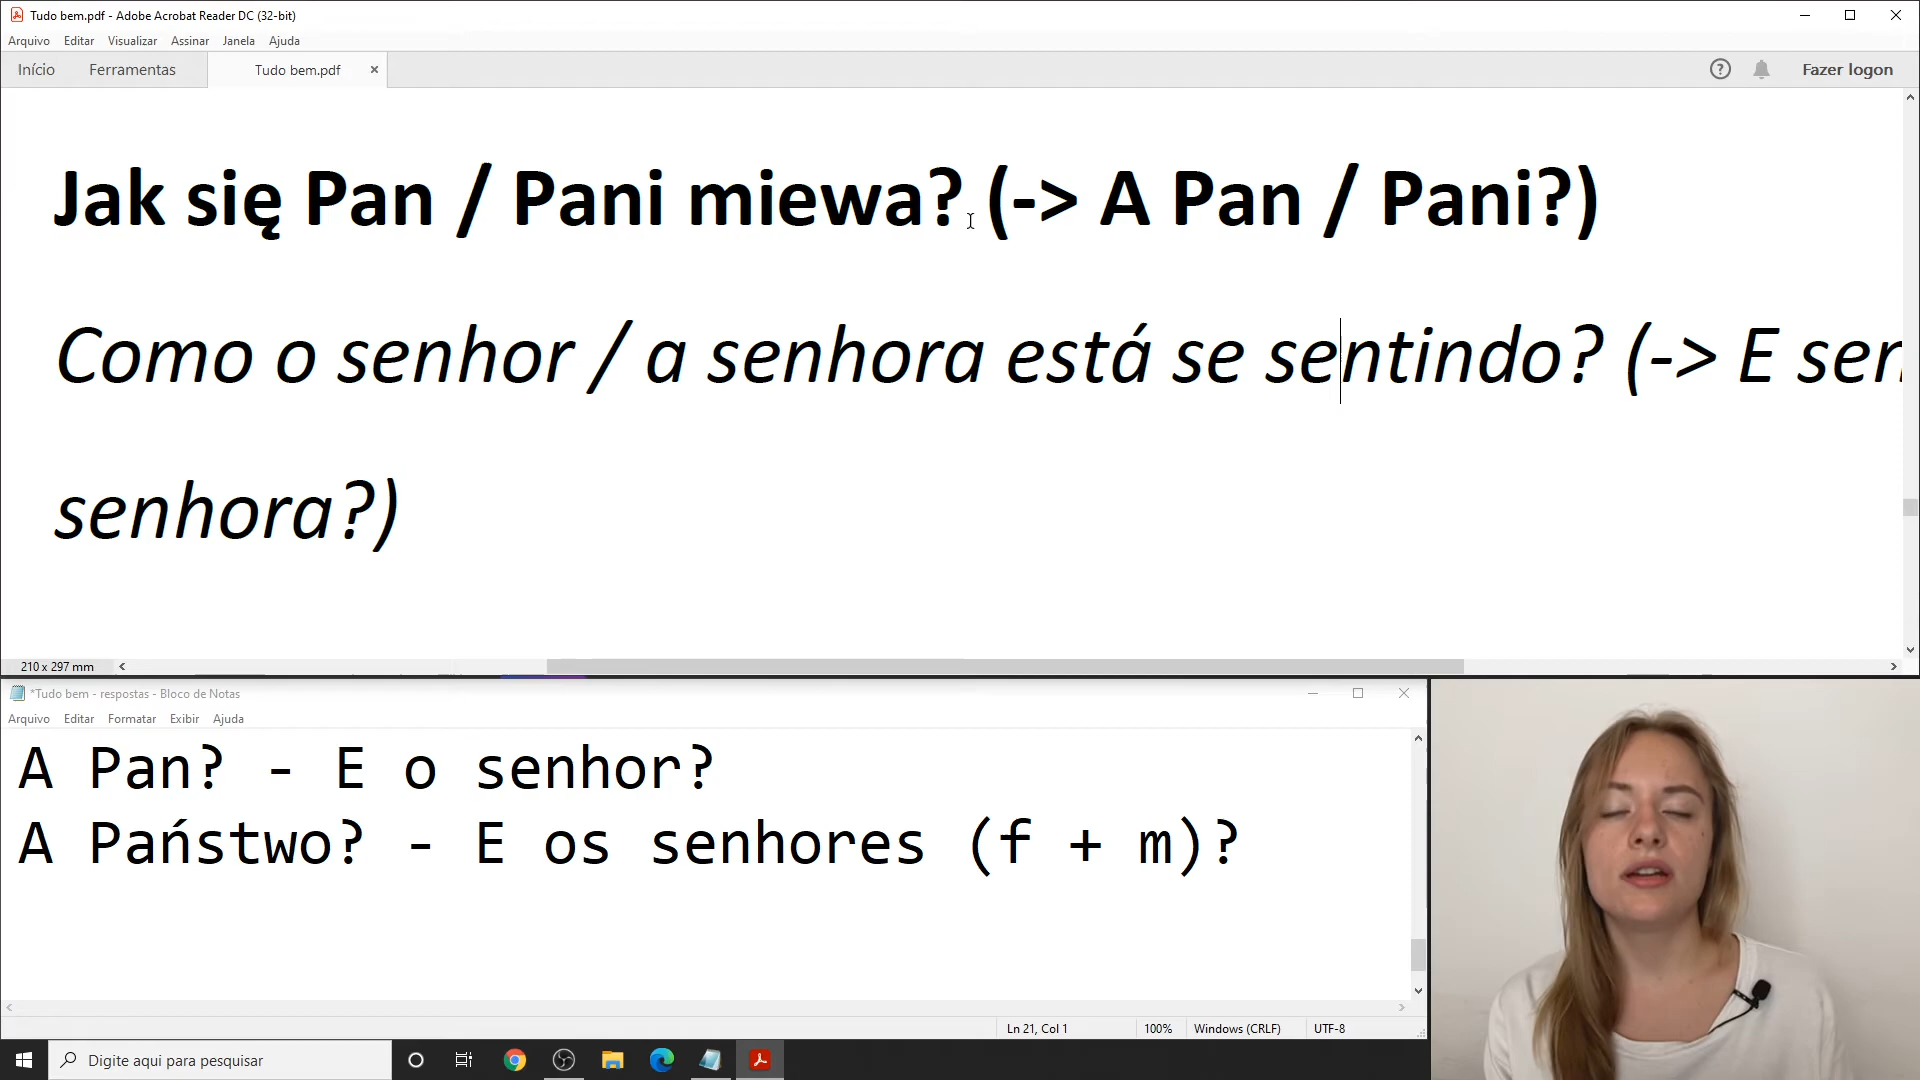 Tudo bem.pdf - Adobe Acrobat Reader DC (32-bit)
Arquivo Editar Visualizar Assinar Janela Ajuda
Início Ferramentas Tudo bem.pdf Fazer logon
Jak się Pan / Pani miewa? (-> A Pan / Pani?)
Como o senhor / a senhora está se sentindo? (-> E sen
senhora?)
210 x 297 mm
*Tudo bem - respostas - Bloco de Notas
Arquivo Editar Formatar Exibir Ajuda
A Pan? - E o senhor?
A Państwo? - E os senhores (f + m)?
Ln 21, Col 1 100% Windows (CRLF) UTF-8
Digite aqui para pesquisar